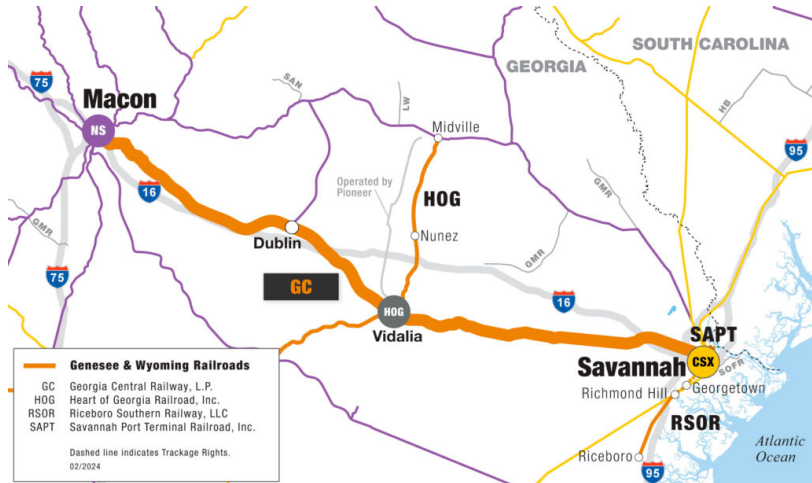 75
Macon
NS
SAN
LW
GEORGIA
SOUTH CAROLINA
HB
95
Midville
16
Operated by
Pioneer
HOG
GMR
GMR
Nunez
Dublin
GMR
75
GC
HOG
Vidalia
16
SAPT
Savannah
CSX
SOFR
Georgetown
Richmond Hill
RSOR
Riceboro
95
Atlantic
Ocean
Genesee & Wyoming Railroads
GC Georgia Central Railway, L.P.
HOG Heart of Georgia Railroad, Inc.
RSOR Riceboro Southern Railway, LLC
SAPT Savannah Port Terminal Railroad, Inc.
Dashed line indicates Trackage Rights.
02/2024